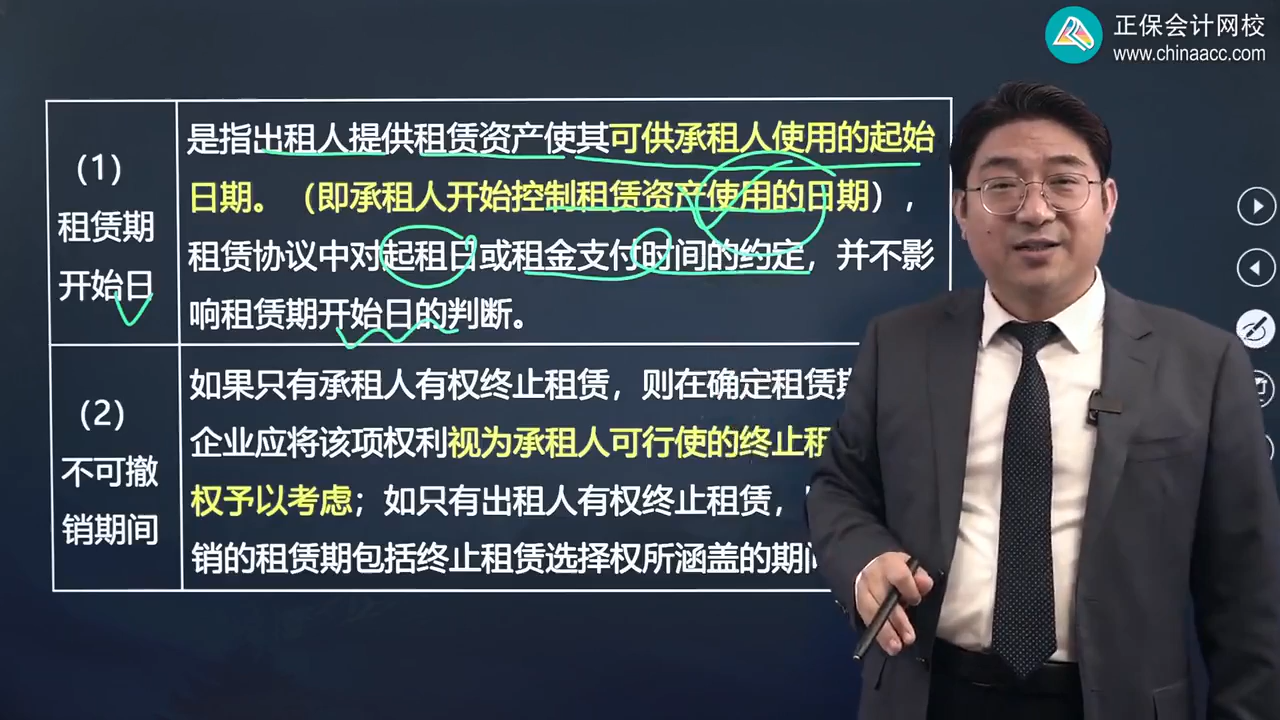 正保会计网校
www.chinaacc.com
（1）
租赁期
开始日
是指出租人提供租赁资产使其可供承租人使用的起始
日期。（即承租人开始控制租赁资产使用的日期），
租赁协议中对起租日或租金支付时间的约定，并不影
响租赁期开始日的判断。
（2）
不可撤
销期间
如果只有承租人有权终止租赁，则在确定租赁
企业应将该项权利视为承租人可行使的终止
权予以考虑；如只有出租人有权终止租赁，
销的租赁期包括终止租赁选择权所涵盖的期